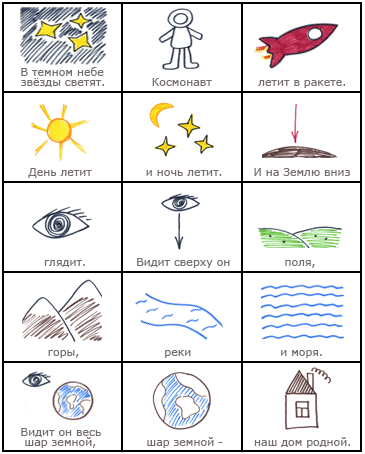 В темном небе
звёзды светят.
Космонавт
летит в ракете.
День летит
и ночь летит.
И на Землю вниз
глядит.
Видит сверху он
поля,
горы,
реки
и моря.
Видит он весь
шар земной,
шар земной -
наш дом родной.